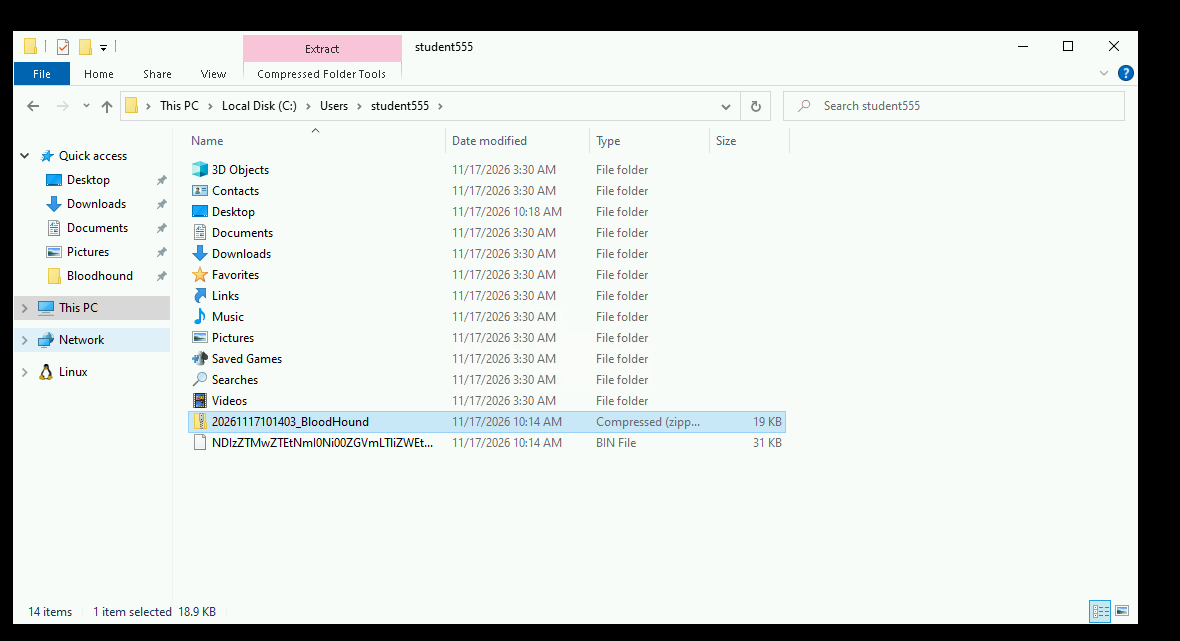 Extract
student555
File
Home
Share
View
Compressed Folder Tools
This PC
Local Disk (C:)
Users
student555
Search student555
Name
Date modified
Type
Size
Quick access
Desktop
Downloads
Documents
Pictures
Bloodhound
This PC
Network
Linux
3D Objects 11/17/2026 3:30 AM File folder
Contacts 11/17/2026 3:30 AM File folder
Desktop 11/17/2026 10:18 AM File folder
Documents 11/17/2026 3:30 AM File folder
Downloads 11/17/2026 3:30 AM File folder
Favorites 11/17/2026 3:30 AM File folder
Links 11/17/2026 3:30 AM File folder
Music 11/17/2026 3:30 AM File folder
Pictures 11/17/2026 3:30 AM File folder
Saved Games 11/17/2026 3:30 AM File folder
Searches 11/17/2026 3:30 AM File folder
Videos 11/17/2026 3:30 AM File folder
20261117101403_BloodHound 11/17/2026 10:14 AM Compressed (zipp... 19 KB
11/17/2026 10:14 AM BIN File 31 KB
14 items 1 item selected 18.9 KB